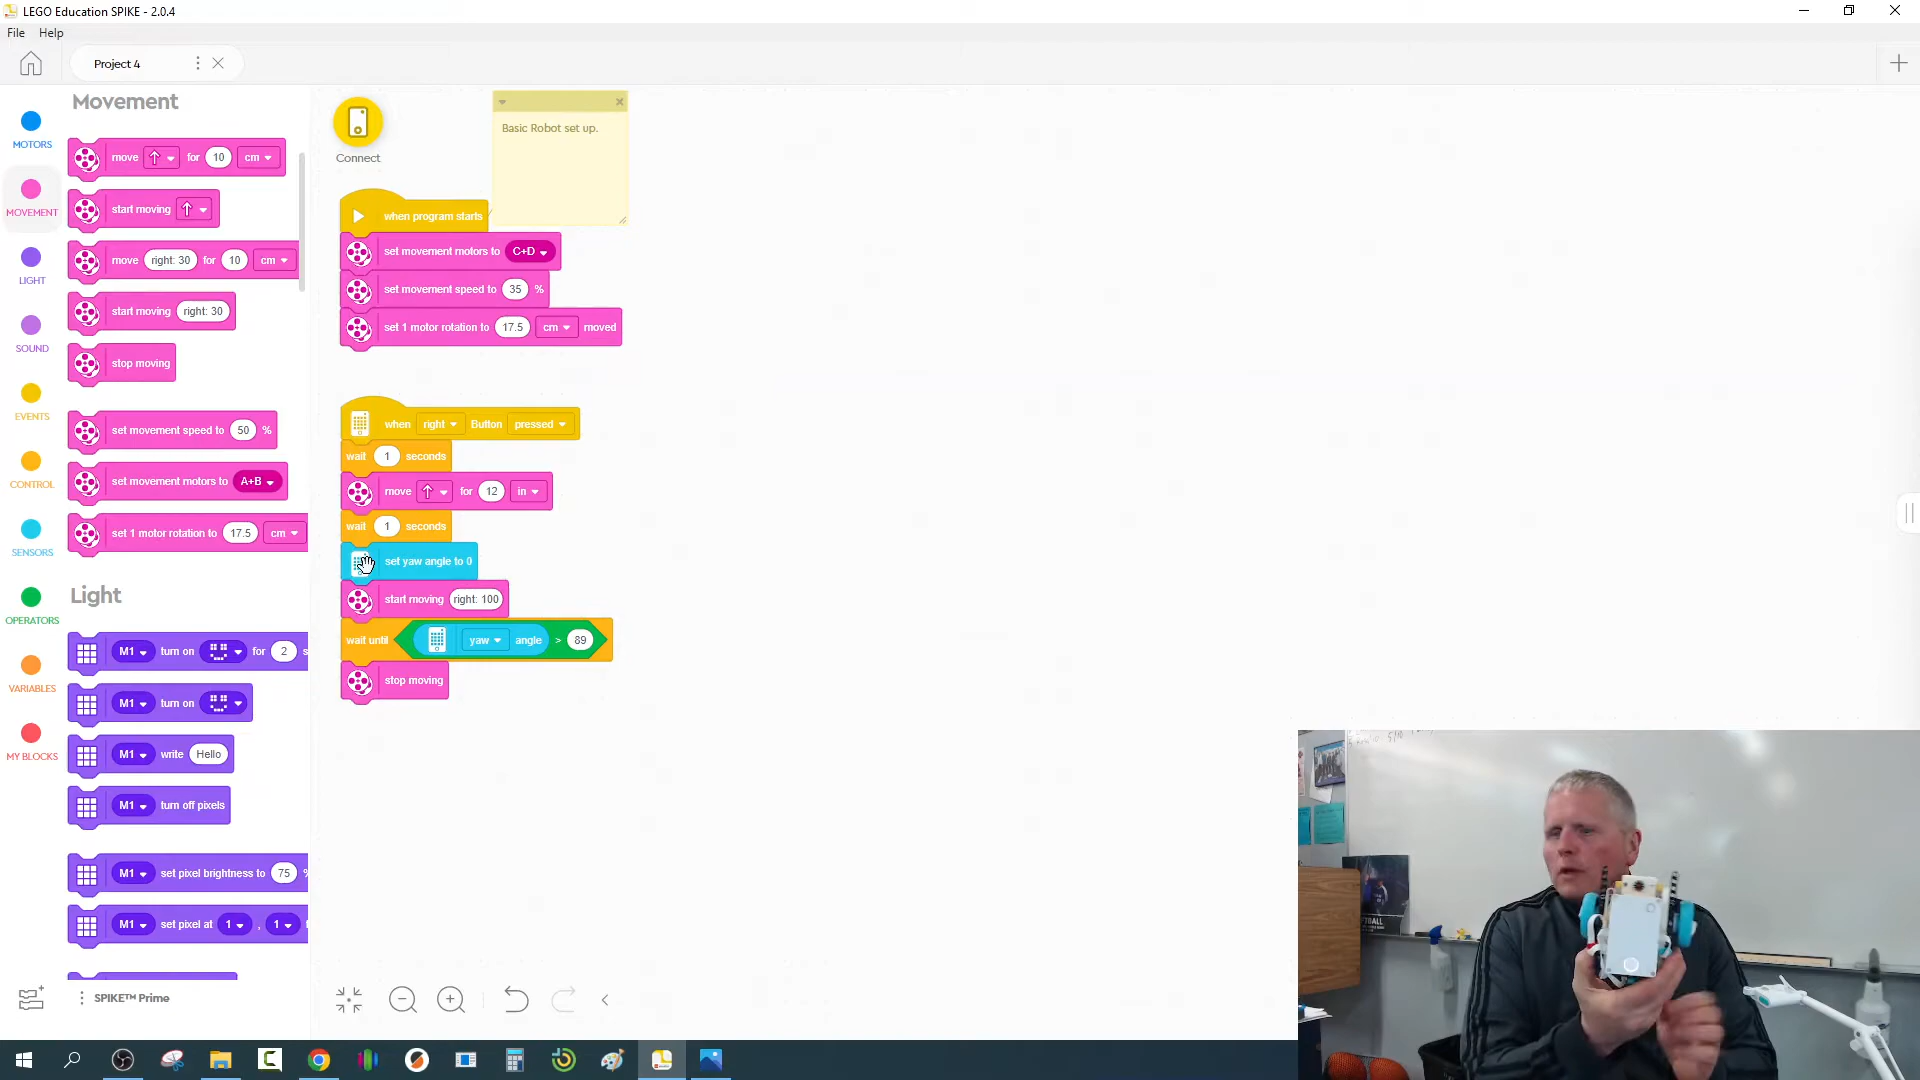 LEGO Education SPIKE - 2.0.4
File Help
Project 4
Movement
MOTORS
MOVEMENT
LIGHT
SOUND
EVENTS
CONTROL
SENSORS
OPERATORS
VARIABLES
MY BLOCKS
move for 10 cm
start moving
move right: 30 for 10 cm
start moving right: 30
stop moving
set movement speed to 50 %
set movement motors to A+B
set 1 motor rotation to 17.5 cm
Light
M1 turn on for 2 s
M1 turn on
M1 write Hello
M1 turn off pixels
M1 set pixel brightness to 75 %
M1 set pixel at 1 , 1
SPIKE™ Prime
Connect
Basic Robot set up.
when program starts
set movement motors to C+D
set movement speed to 35 %
set 1 motor rotation to 17.5 cm moved
when right Button pressed
wait 1 seconds
move for 12 in
wait 1 seconds
set yaw angle to 0
start moving right: 100
wait until yaw angle > 89
stop moving